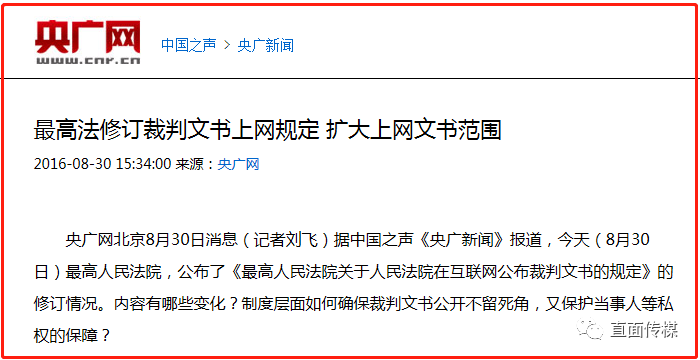 央广网
www.cnr.cn
中国之声 > 央广新闻
最高法修订裁判文书上网规定 扩大上网文书范围
2016-08-30 15:34:00 来源：央广网
央广网北京8月30日消息（记者刘飞）据中国之声《央广新闻》报道，今天（8月30
日）最高人民法院，公布了《最高人民法院关于人民法院在互联网公布裁判文书的规定》的
修订情况。内容有哪些变化？制度层面如何确保裁判文书公开不留死角，又保护当事人等私
权的保障？
直面传媒